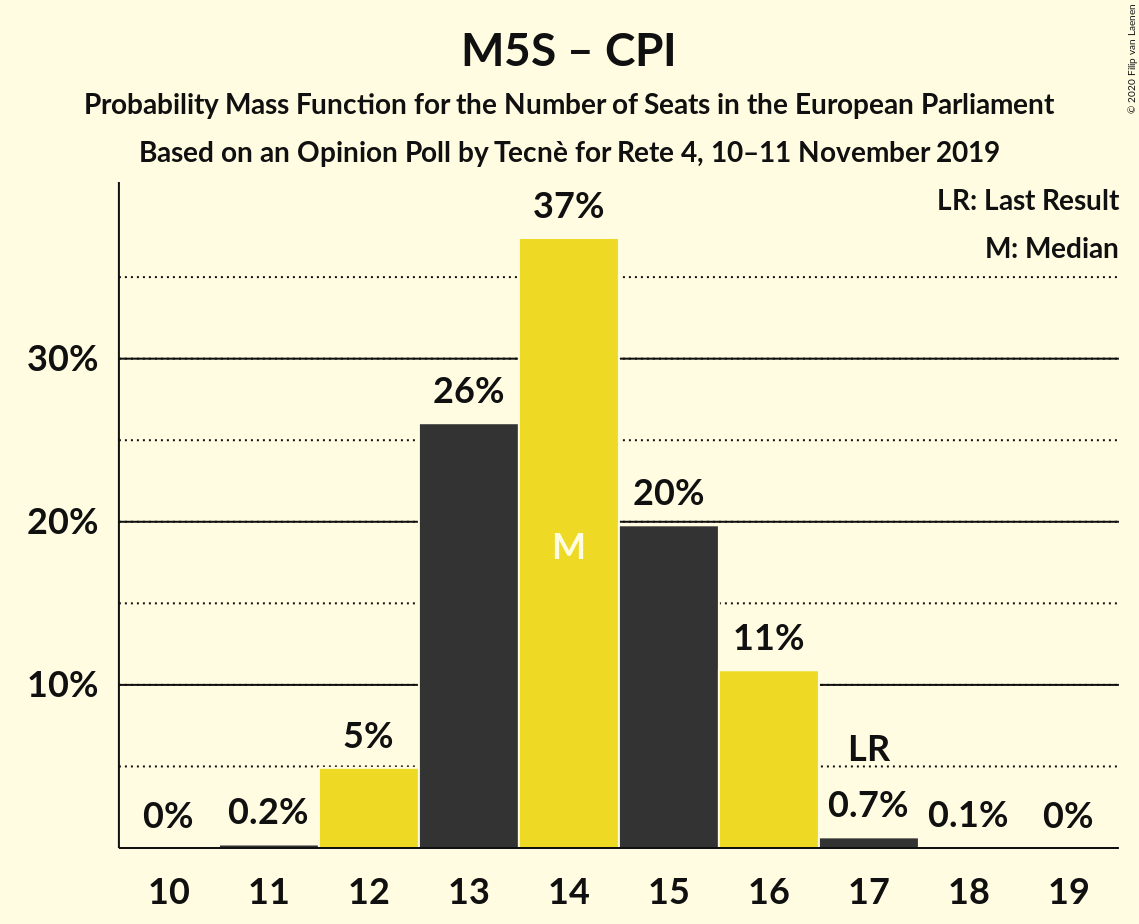 M5S – CPI
Probability Mass Function for the Number of Seats in the European Parliament
Based on an Opinion Poll by Tecnè for Rete 4, 10–11 November 2019
© 2020 Filip van Laenen
LR: Last Result
M: Median
37%
30%
26%
20%
20%
M
11%
10%
LR
5%
0%
0.2%
0.7%
0.1%
0%
10 11 12 13 14 15 16 17 18 19